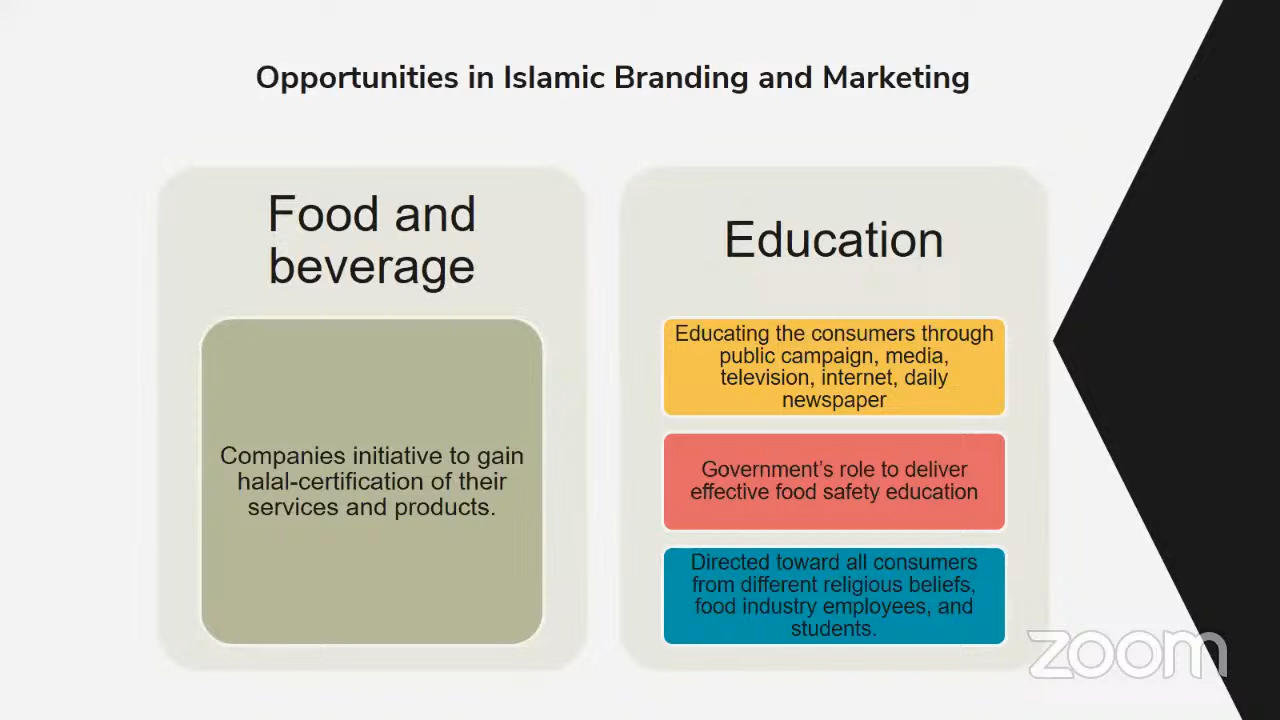 Opportunities in Islamic Branding and Marketing
Food and
beverage
Companies initiative to gain
halal-certification of their
services and products.
Education
Educating the consumers through
public campaign, media,
television, internet, daily
newspaper
Government’s role to deliver
effective food safety education
Directed toward all consumers
from different religious beliefs,
food industry employees, and
students.
zoom